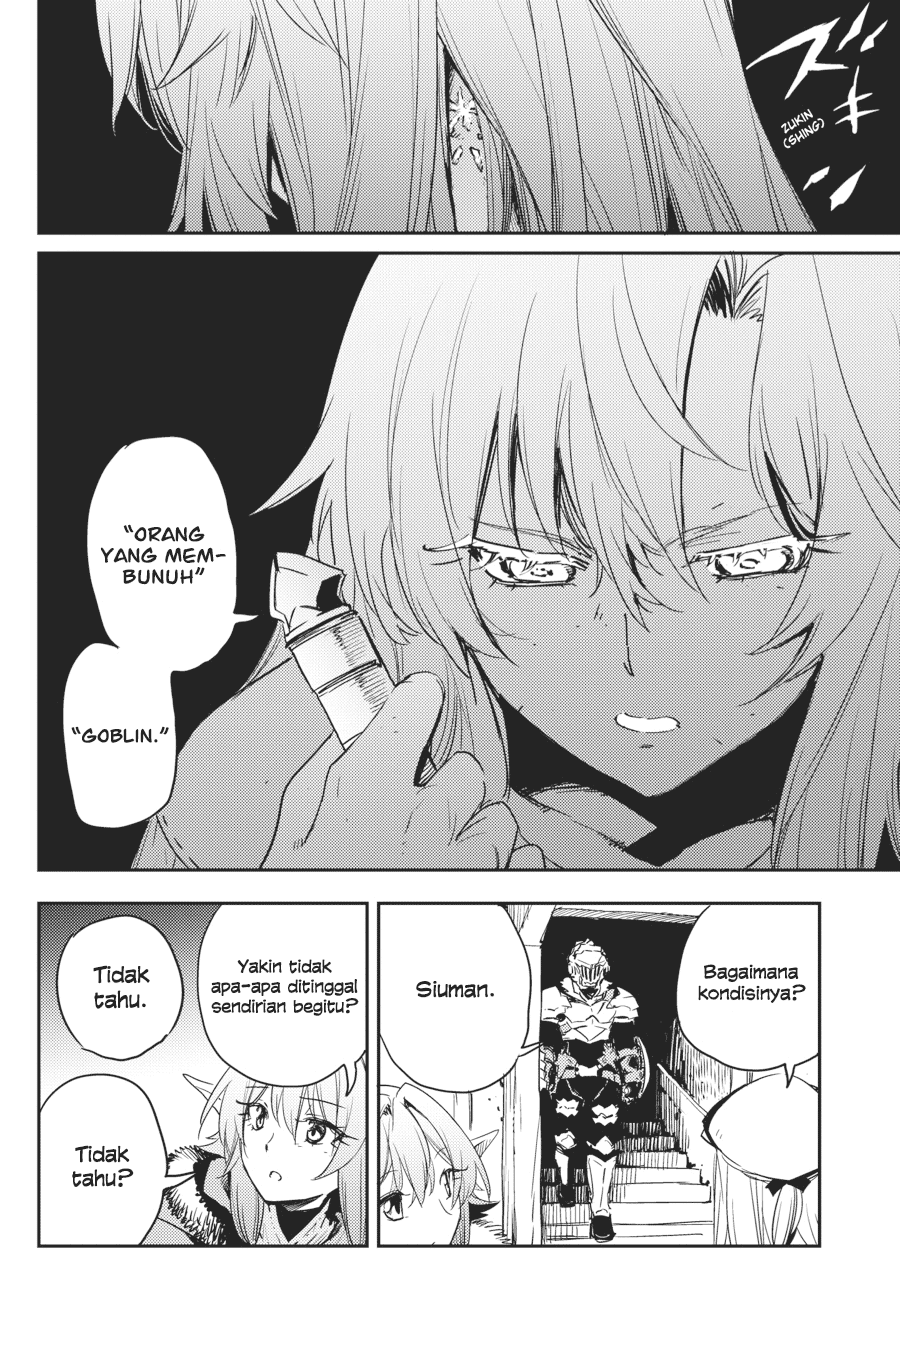 ズキンッ
ZUKIN
(SHING)
"ORANG
YANG MEM-
BUNUH"
"GOBLIN."
Bagaimana
kondisinya?
Siuman.
Yakin tidak
apa-apa ditinggal
sendirian begitu?
Tidak
tahu.
Tidak
tahu?